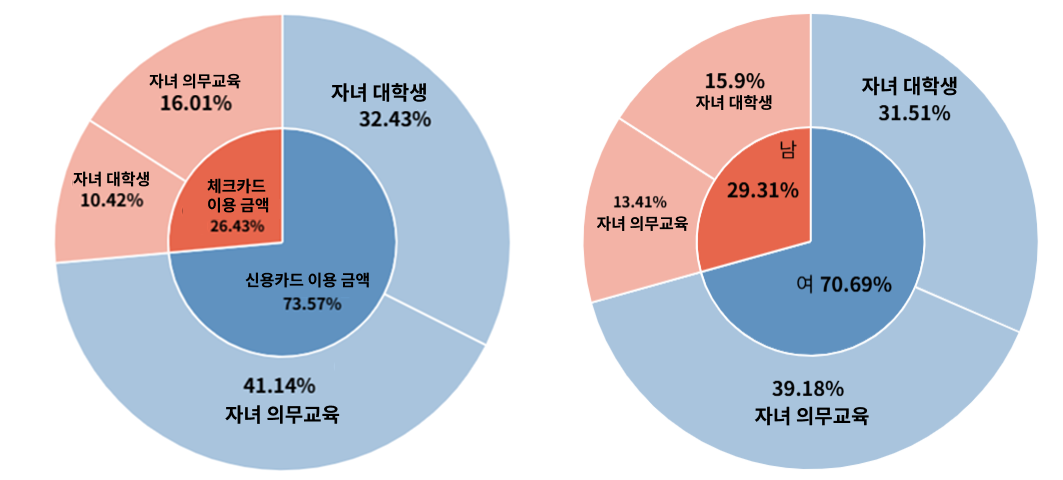 자녀 의무교육
16.01%
자녀 대학생
32.43%
자녀 대학생
10.42%
체크카드
이용 금액
26.43%
신용카드 이용 금액
73.57%
41.14%
자녀 의무교육
15.9%
자녀 대학생
자녀 대학생
31.51%
남
29.31%
13.41%
자녀 의무교육
여 70.69%
39.18%
자녀 의무교육